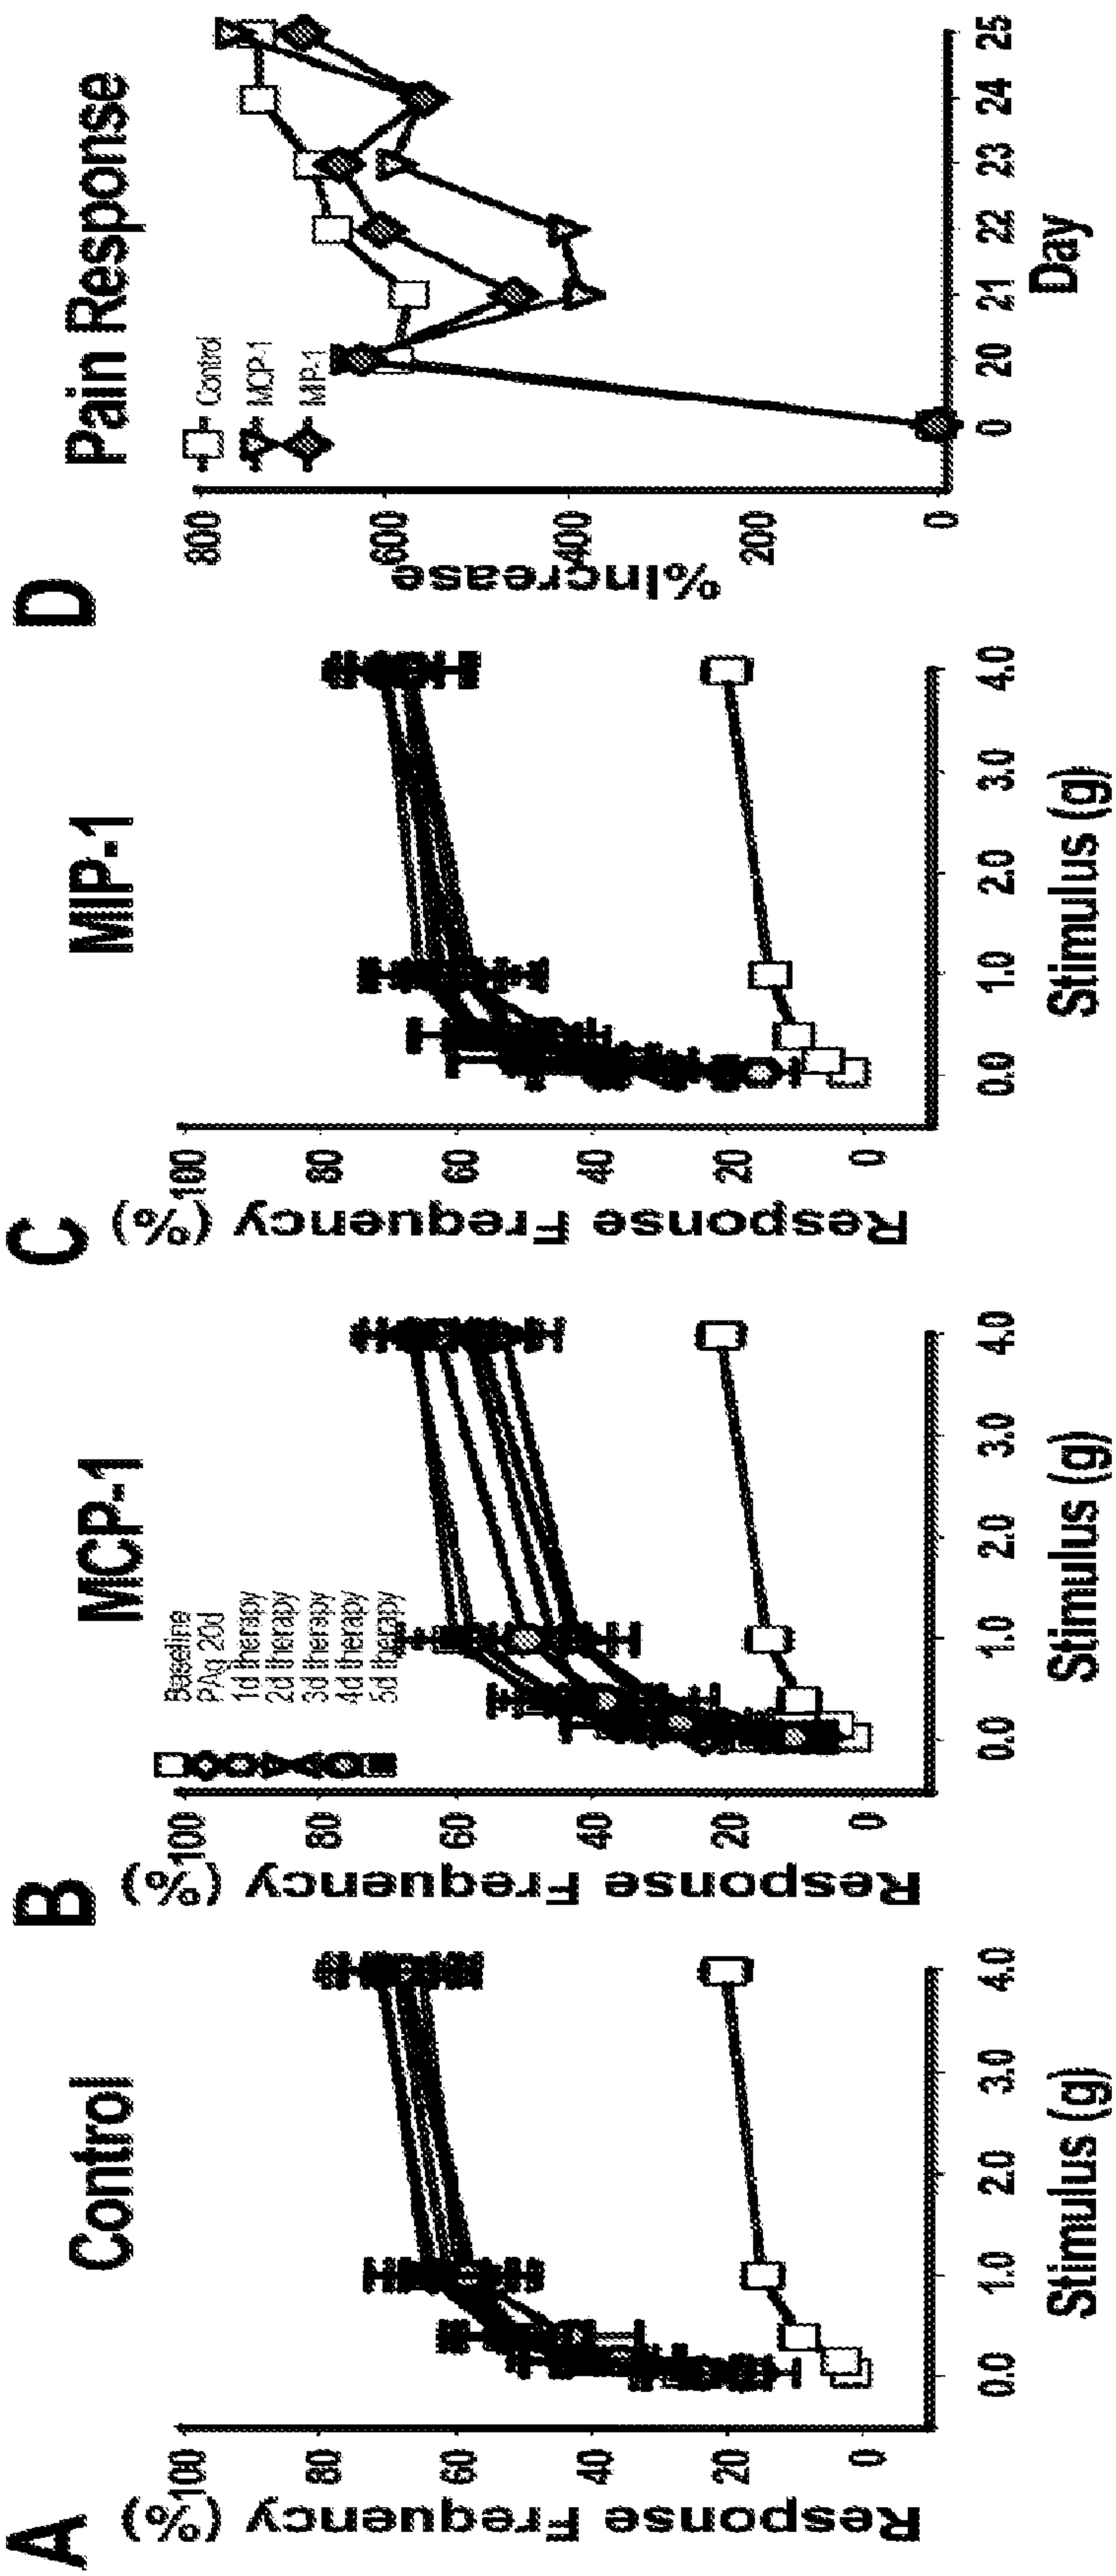 A
Control
Response Frequency (%)
100
80
60
40
20
0
0.0 1.0 2.0 3.0 4.0
Stimulus (g)
B
MCP-1
Baseline
PAg 20d
1d therapy
2d therapy
3d therapy
4d therapy
5d therapy
Response Frequency (%)
100
80
60
40
20
0
0.0 1.0 2.0 3.0 4.0
Stimulus (g)
C
MIP-1
Response Frequency (%)
100
80
60
40
20
0
0.0 1.0 2.0 3.0 4.0
Stimulus (g)
D
Pain Response
Control
MCP-1
MIP-1
%Increase
800
600
400
200
0
0 20 21 22 23 24 25
Day